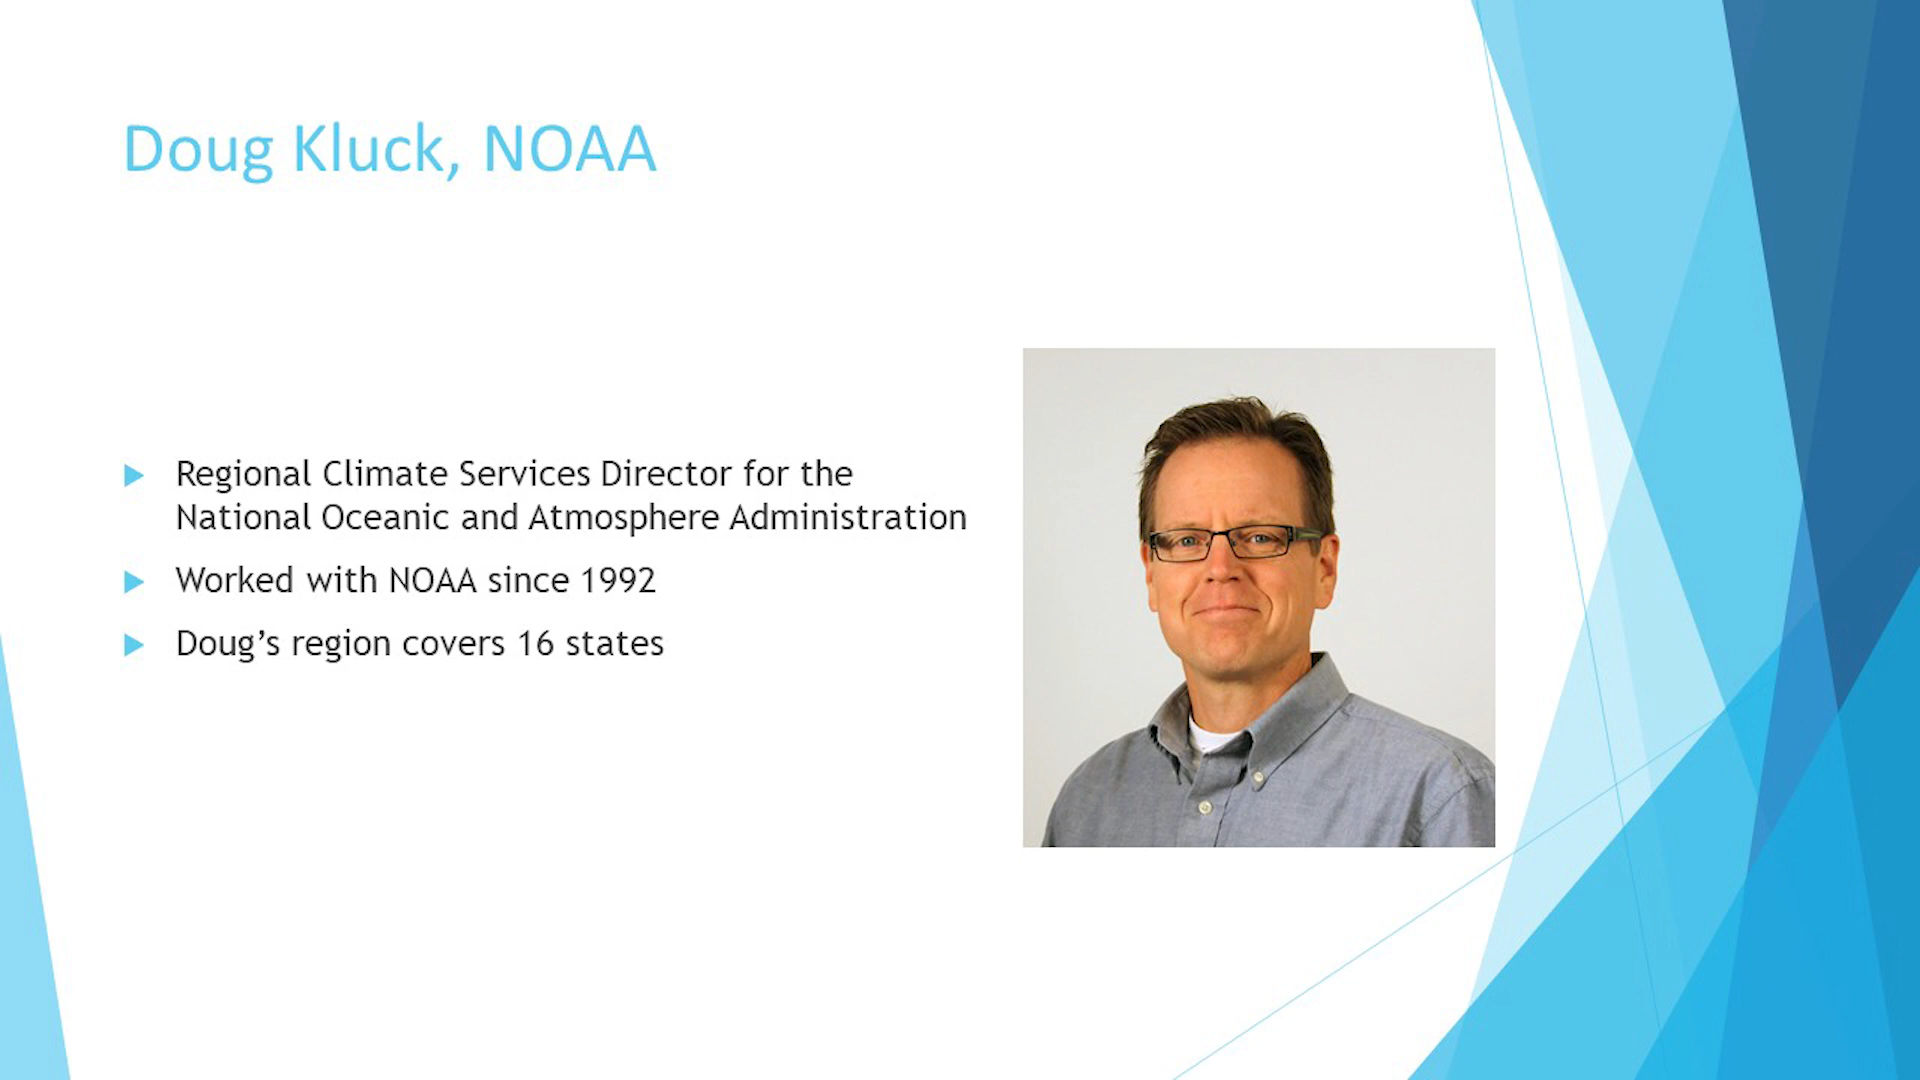 Doug Kluck, NOAA
Regional Climate Services Director for the
National Oceanic and Atmosphere Administration
Worked with NOAA since 1992
Doug’s region covers 16 states